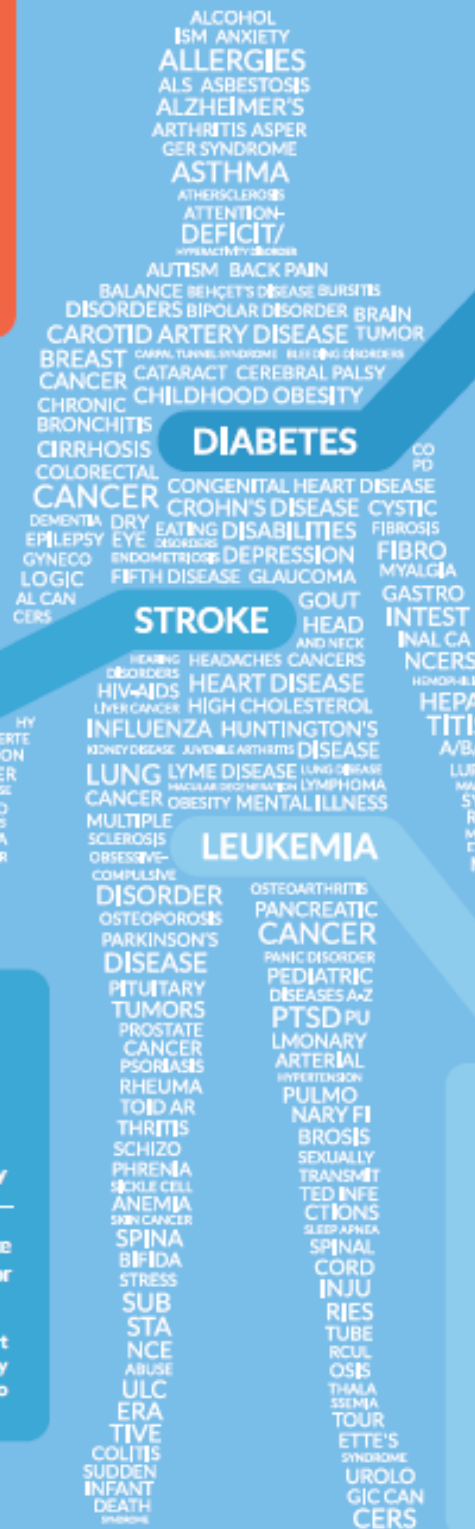 ALCOHOL
ISM ANXIETY
ALLERGIES
ALS ASBESTOSIS
ALZHEIMER'S
ARTHRITIS ASPER
GER SYNDROME
ASTHMA
ATHERSCLEROSIS
ATTENTION-
DEFICIT/
HYPERACTIVITY DISORDER
AUTISM BACK PAIN
BALANCE BEHÇET'S DISEASE BURSITIS
DISORDERS BIPOLAR DISORDER BRAIN
CAROTID ARTERY DISEASE TUMOR
BREAST CARPAL TUNNEL SYNDROME BLEEDING DISORDERS
CANCER CATARACT CEREBRAL PALSY
CHRONIC CHILDHOOD OBESITY
BRONCHITIS
DIABETES
CIRRHOSIS
CO
PD
COLORECTAL
CANCER CONGENITAL HEART DISEASE
CROHN'S DISEASE CYSTIC
DEMENTIA DRY EATING DISABILITIES FIBROSIS
EPILEPSY EYE DISORDERS
GYNECO ENDOMETRIOSIS DEPRESSION FIBRO
MYALGIA
LOGIC FIFTH DISEASE GLAUCOMA
AL CAN
CERS
GASTRO
INTEST
INAL CA
NCERS
STROKE
GOUT
HEAD
AND NECK
HEARING HEADACHES CANCERS
DISORDERS
HIV-AIDS HEART DISEASE
LIVER CANCER HIGH CHOLESTEROL
INFLUENZA HUNTINGTON'S
KIDNEY DISEASE JUVENILE ARTHRITIS DISEASE
HEPA
TITI
A/B/
HY
ERTE
ON
ER
LUNG LYME DISEASE LUNG DISEASE
MACULAR DEGENERATION LYMPHOMA
CANCER OBESITY MENTAL ILLNESS
MULTIPLE
SCLEROSIS
LEUKEMIA
OBSESSIVE-
COMPULSIVE
DISORDER
OSTEOPOROSIS
PARKINSON'S
DISEASE
PITUITARY
TUMORS
PROSTATE
CANCER
PSORIASIS
RHEUMA
TOID AR
THRITIS
SCHIZO
PHRENIA
SICKLE CELL
ANEMIA
SKIN CANCER
SPINA
BIFIDA
STRESS
SUB
STA
NCE
ABUSE
ULC
ERA
TIVE
COLITIS
SUDDEN
INFANT
DEATH
SYNDROME
OSTEOARTHRITIS
PANCREATIC
CANCER
PANIC DISORDER
PEDIATRIC
DISEASES A-Z
PTSD PU
LMONARY
ARTERIAL
HYPERTENSION
PULMO
NARY FI
BROSIS
SEXUALLY
TRANSMIT
TED INFE
CTIONS
SLEEP APNEA
SPINAL
CORD
INJU
RIES
TUBE
RCUL
OSIS
THALA
SSEMIA
TOUR
ETTE'S
SYNDROME
UROLO
GIC CAN
CERS